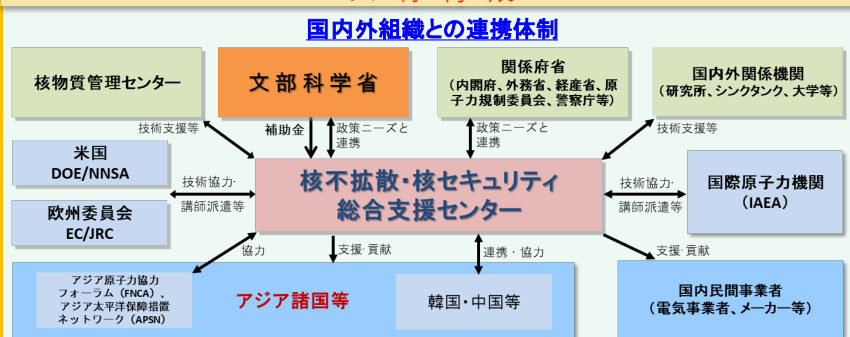 国内外組織との連携体制
核物質管理センター
文部科学省
関係府省
(内閣府、外務省、経産省、原
子力規制委員会、警察庁等)
国内外関係機関
(研究所、シンクタンク、大学等)
技術支援等
補助金
政策ニーズと
連携
政策ニーズと
連携
技術支援等
米国
DOE/NNSA
欧州委員会
EC/JRC
技術協力・
講師派遣等
核不拡散・核セキュリティ
総合支援センター
技術協力・
講師派遣等
国際原子力機関
(IAEA)
協力
支援・貢献
連携・協力
支援・貢献
アジア原子力協力
フォーラム(FNCA)、
アジア太平洋保障措置
ネットワーク(APSN)
アジア諸国等
韓国・中国等
国内民間事業者
(電気事業者、メーカー等)